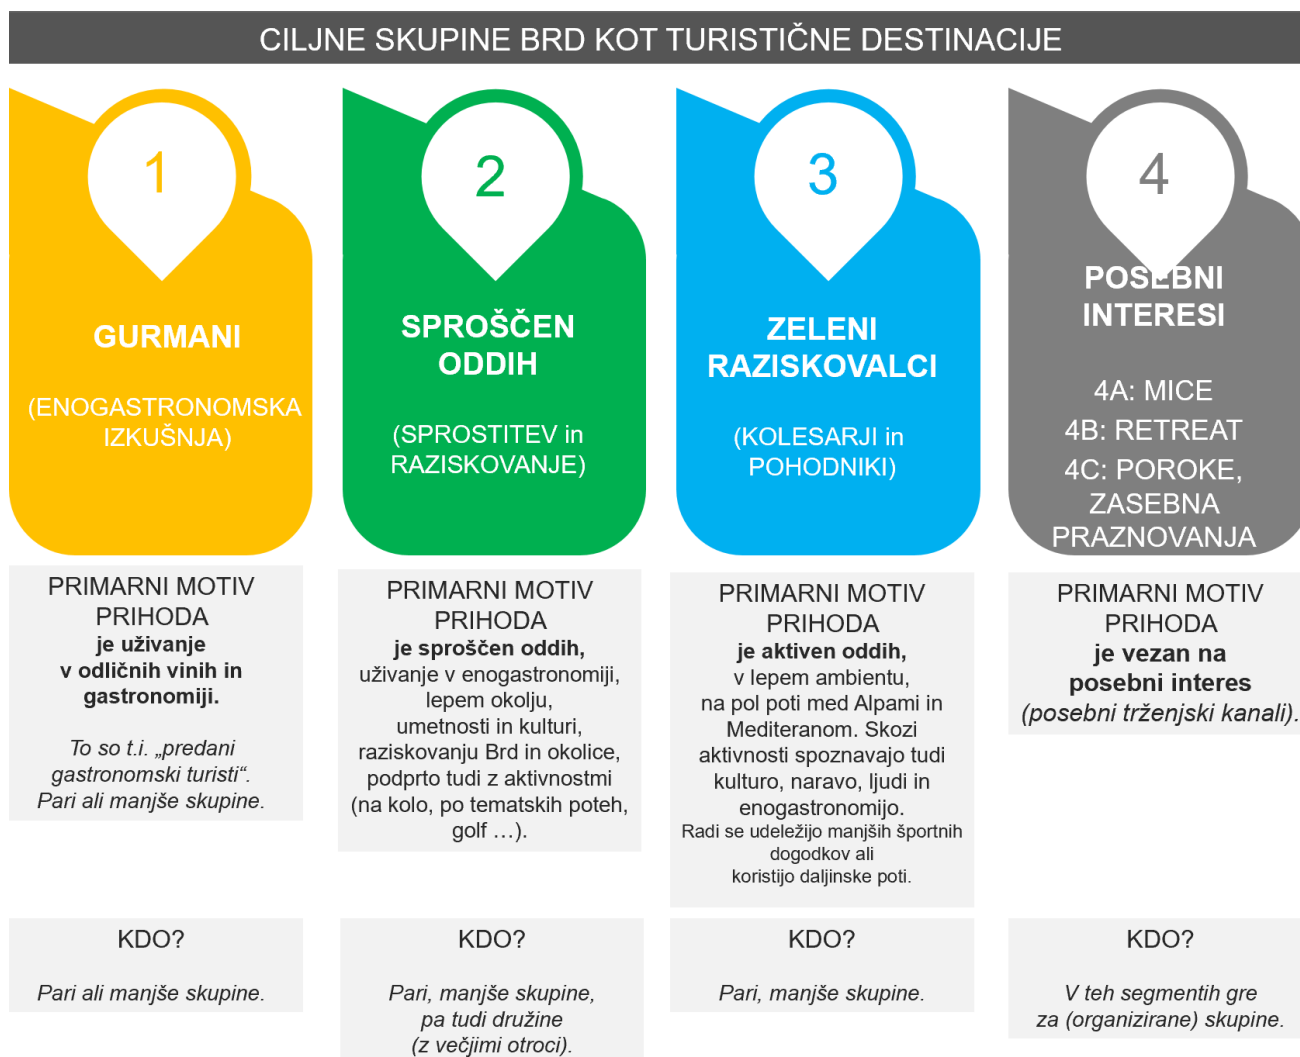 CILJNE SKUPINE BRD KOT TURISTIČNE DESTINACIJE
1
GURMANI
(ENOGASTRONOMSKA
IZKUŠNJA)
PRIMARNI MOTIV
PRIHODA
je uživanje
v odličnih vinih in
gastronomiji.
To so t.i. „predani
gastronomski turisti“.
Pari ali manjše skupine.
KDO?
Pari ali manjše skupine.
2
SPROŠČEN
ODDIH
(SPROSTITEV in
RAZISKOVANJE)
PRIMARNI MOTIV
PRIHODA
je sproščen oddih,
uživanje v enogastronomiji,
lepem okolju,
umetnosti in kulturi,
raziskovanju Brd in okolice,
podprto tudi z aktivnostmi
(na kolo, po tematskih poteh,
golf …).
KDO?
Pari, manjše skupine,
pa tudi družine
(z večjimi otroci).
3
ZELENI
RAZISKOVALCI
(KOLESARJI in
POHODNIKI)
PRIMARNI MOTIV
PRIHODA
je aktiven oddih,
v lepem ambientu,
na pol poti med Alpami in
Mediteranom. Skozi
aktivnosti spoznavajo tudi
kulturo, naravo, ljudi in
enogastronomijo.
Radi se udeležijo manjših športnih
dogodkov ali
koristijo daljinske poti.
KDO?
Pari, manjše skupine.
4
POSEBNI
INTERESI
4A: MICE
4B: RETREAT
4C: POROKE,
ZASEBNA
PRAZNOVANJA
PRIMARNI MOTIV
PRIHODA
je vezan na
posebni interes
(posebni trženjski kanali).
KDO?
V teh segmentih gre
za (organizirane) skupine.